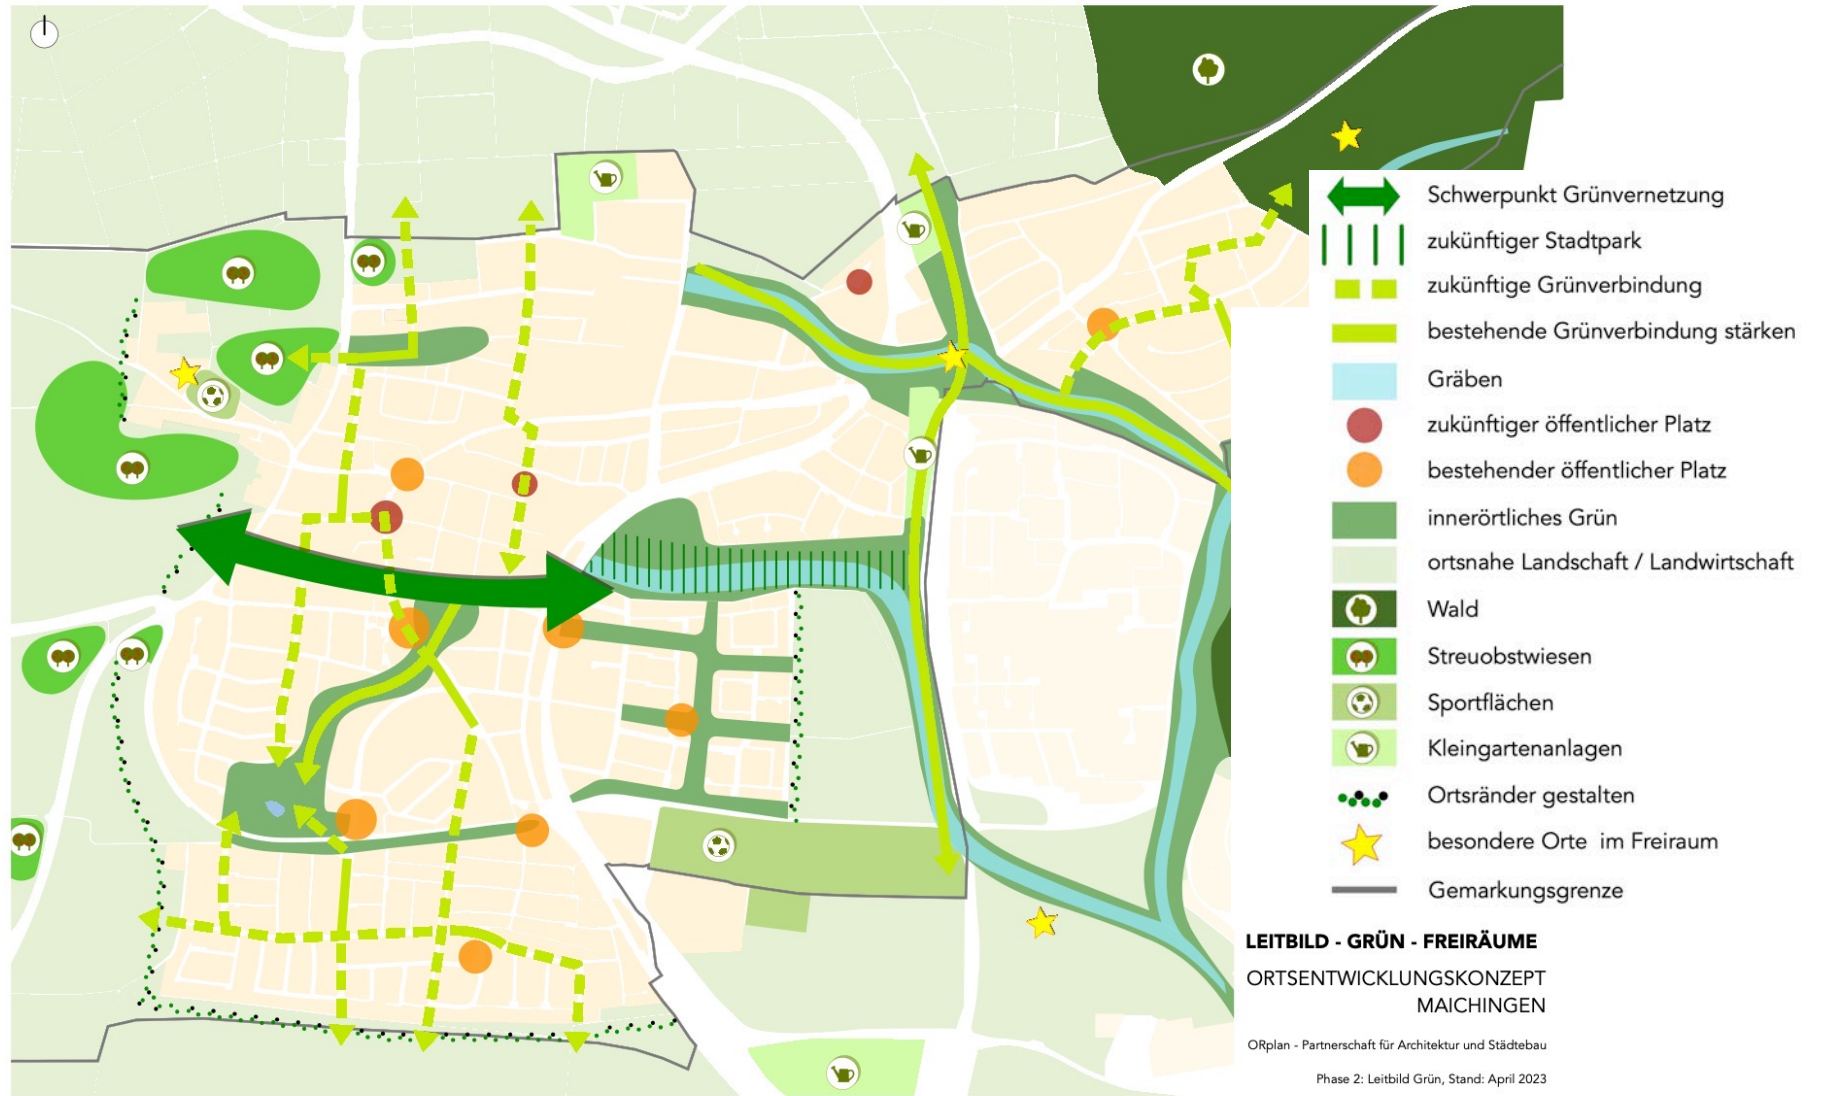 Schwerpunkt Grünvernetzung
zukünftiger Stadtpark
zukünftige Grünverbindung
bestehende Grünverbindung stärken
Gräben
zukünftiger öffentlicher Platz
bestehender öffentlicher Platz
innerörtliches Grün
ortsnahe Landschaft / Landwirtschaft
Wald
Streuobstwiesen
Sportflächen
Kleingartenanlagen
Ortsränder gestalten
besondere Orte im Freiraum
Gemarkungsgrenze
LEITBILD - GRÜN - FREIRÄUME
ORTSENTWICKLUNGSKONZEPT
MAICHINGEN
ORplan - Partnerschaft für Architektur und Städtebau
Phase 2: Leitbild Grün, Stand: April 2023